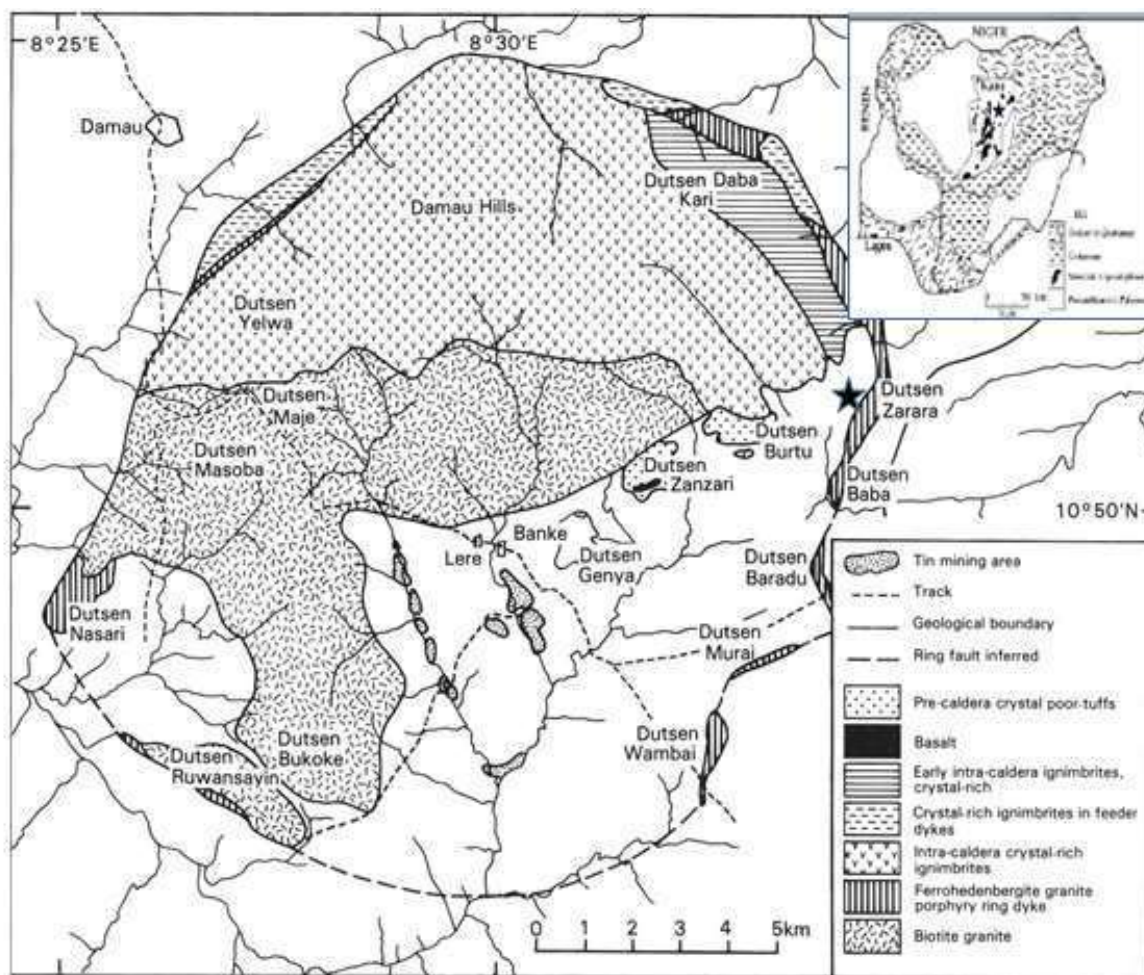 8°25'E
8°30'E
NIGER
BENIN
Lagos
Damau
Dutsen Daba
Kari
Damau Hills
Dutsen
Yelwa
Dutsen
Maje
Dutsen
Masoba
Dutsen
Burtu
Dutsen
Zarara
Dutsen
Zanzari
Dutsen
Baba
10°50'N
Banke
Lere
Dutsen
Genya
Dutsen
Baradu
Dutsen
Nasari
Dutsen
Murai
Dutsen
Wambai
Dutsen
Bukoke
Dutsen
Ruwansayin
0 1 2 3 4 5km
Tin mining area
Track
Geological boundary
Ring fault inferred
Pre-caldera crystal poor-tuffs
Basalt
Early intra-caldera ignimbrites,
crystal-rich
Crystal-rich ignimbrites in feeder
dykes
Intra-caldera crystal-rich
ignimbrites
Ferrohedenbergite granite
porphyry ring dyke
Biotite granite